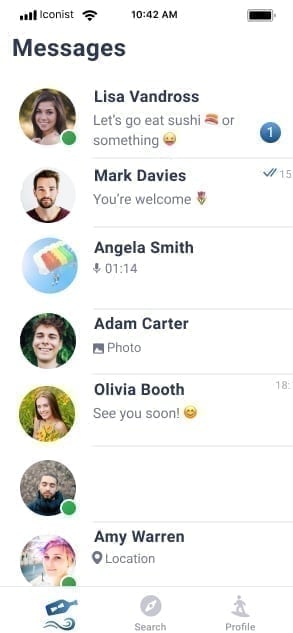 Iconist
10:42 AM
Messages
Lisa Vandross
Let's go eat sushi 🍣 or
something 😜
1
Mark Davies
15
You're welcome 🌷
Angela Smith
01:14
Adam Carter
Photo
Olivia Booth
18:
See you soon! 😊
Amy Warren
Location
Search
Profile